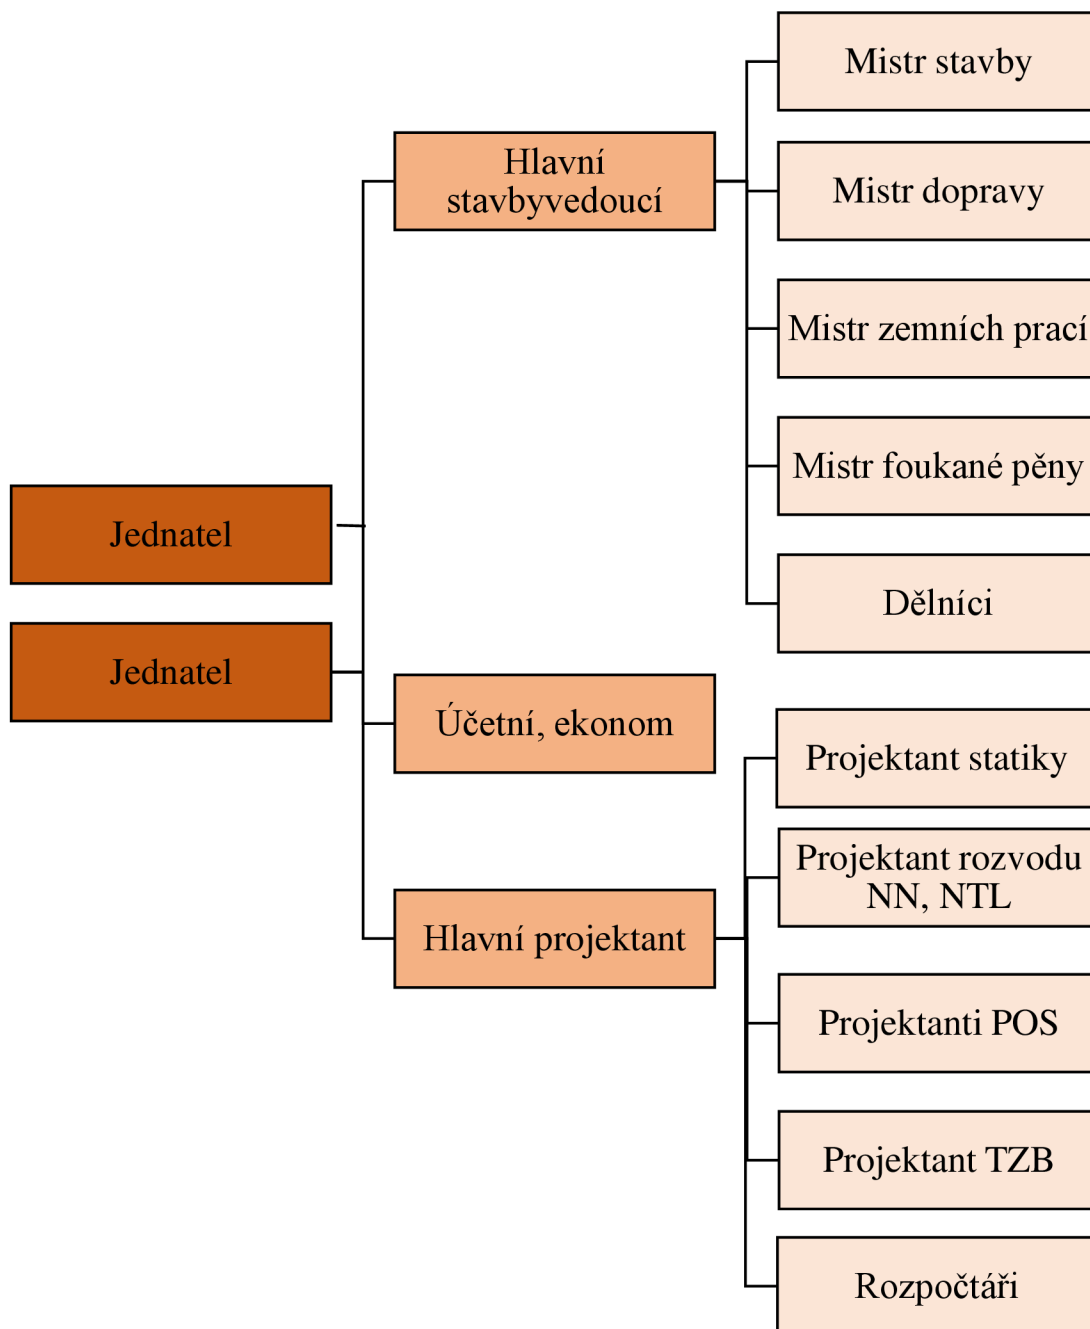 Jednatel
Jednatel
Hlavní
stavbyvedoucí
Účetní, ekonom
Hlavní projektant
Mistr stavby
Mistr dopravy
Mistr zemních prací
Mistr foukané pěny
Dělníci
Projektant statiky
Projektant rozvodu
NN, NTL
Projektanti POS
Projektant TZB
Rozpočtáři